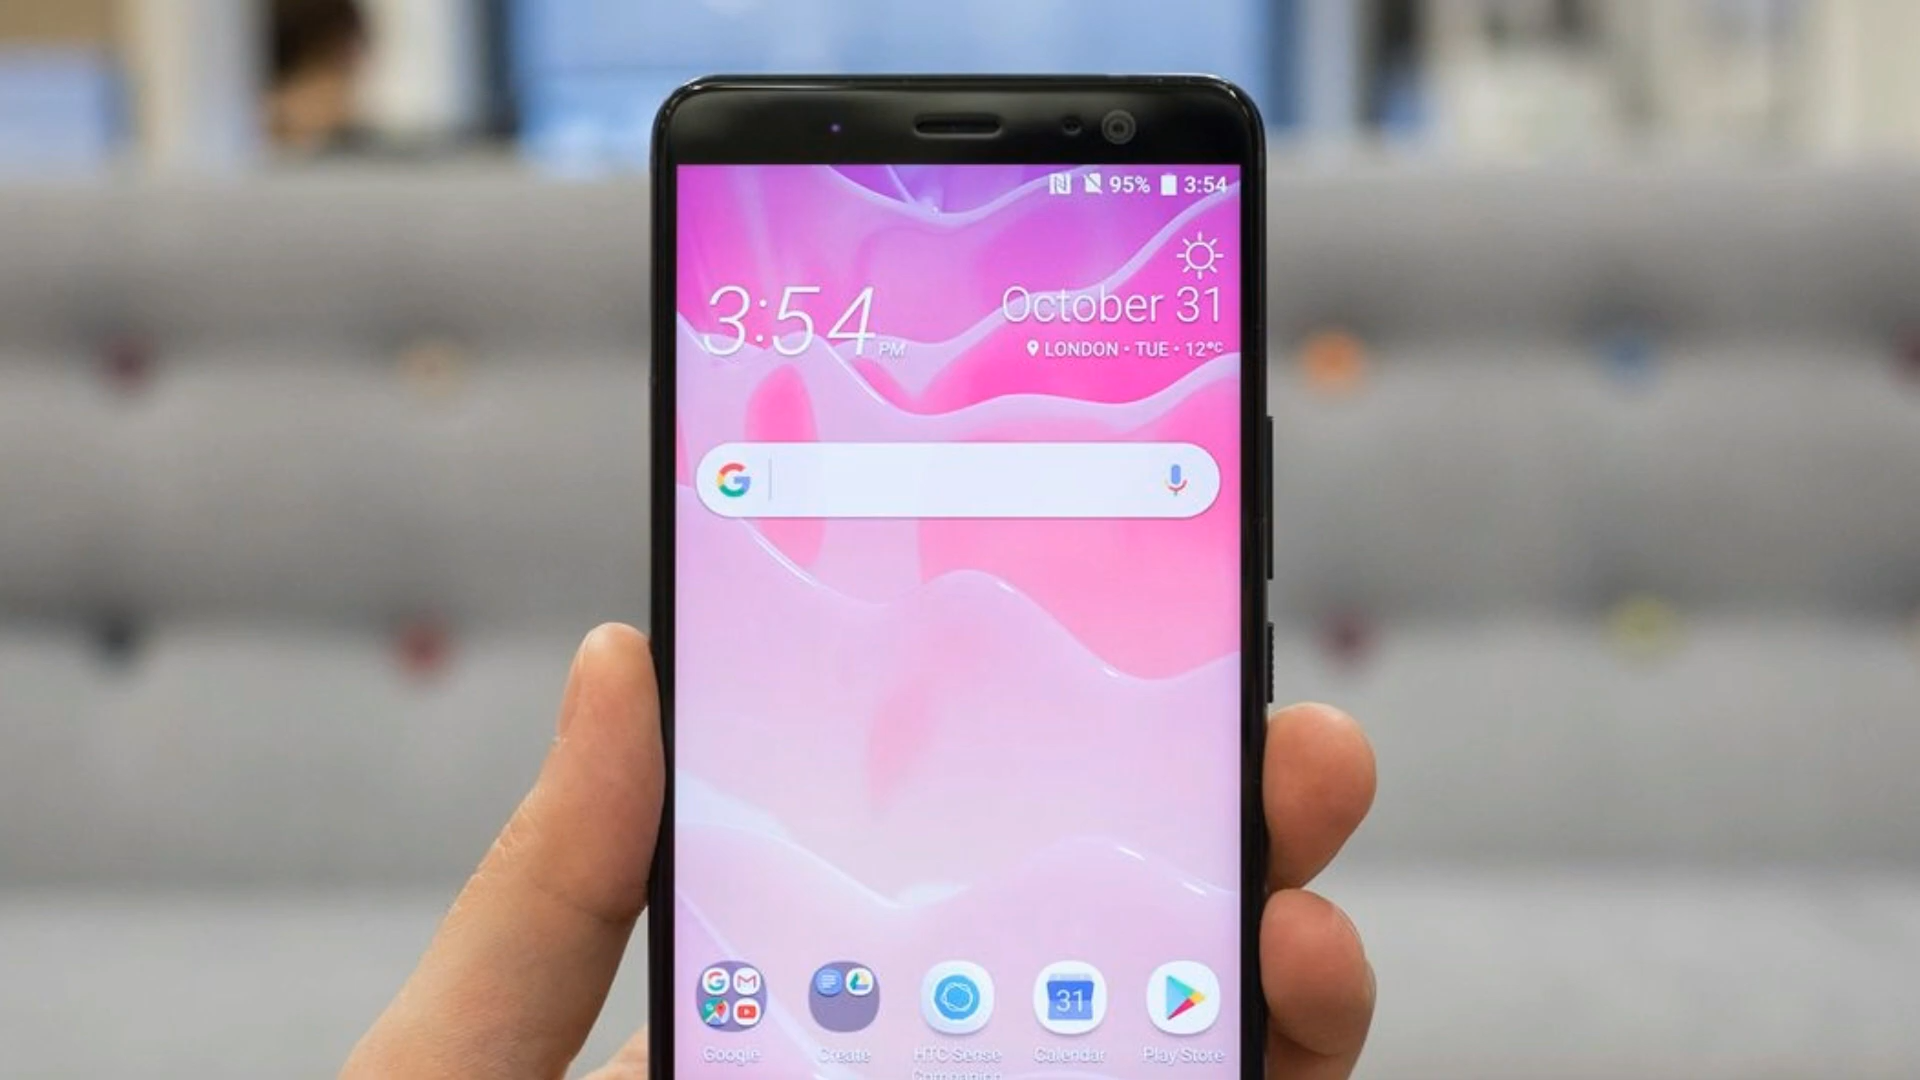 95% 3:54
3:54 PM
October 31
LONDON • TUE • 12°C
G
31
Google Create HTC Sense Companion Calendar Play Store